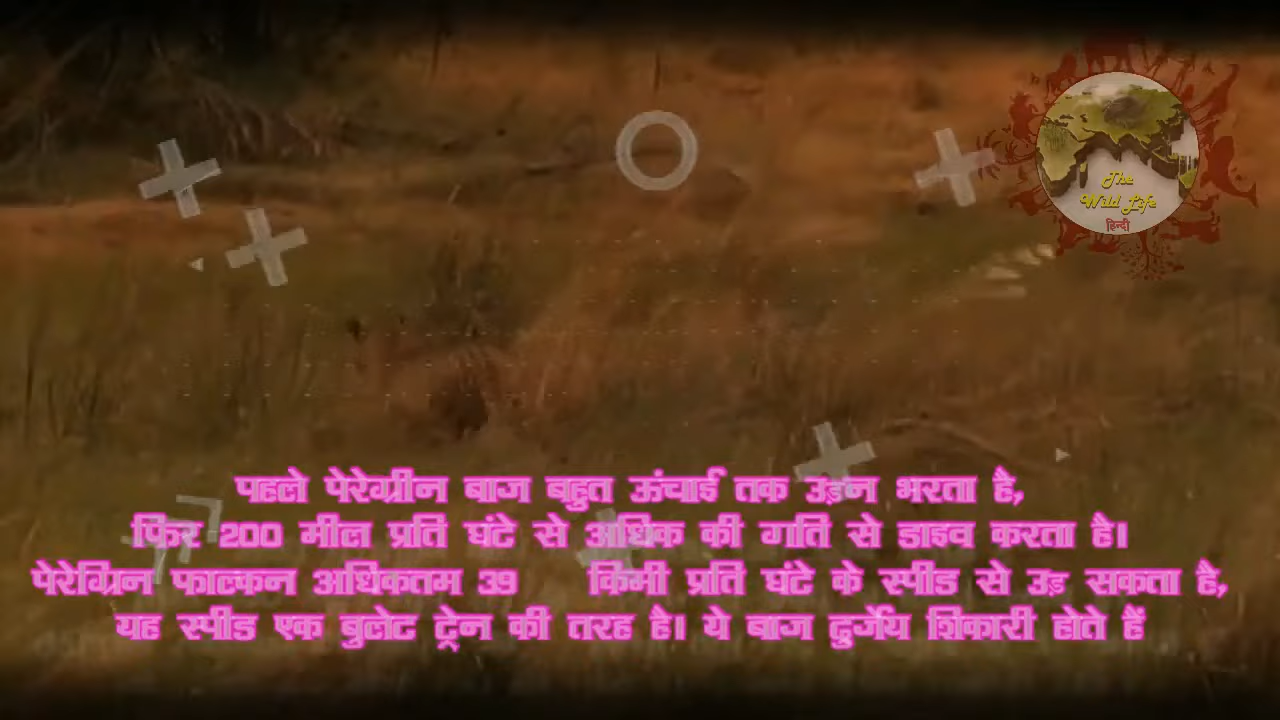 The
Wild Life
हिन्दी
पहले पेरेग्रीन बाज बहुत ऊंचाई तक उड़न भरता है,
फिर 200 मील प्रति घंटे से अधिक की गति से डाइव करता है।
पेरेग्रिन फाल्कन अधिकतम 39 किमी प्रति घंटे के स्पीड से उड़ सकता है,
यह स्पीड एक बुलेट ट्रेन की तरह है। ये बाज दुर्जेय शिकारी होते हैं